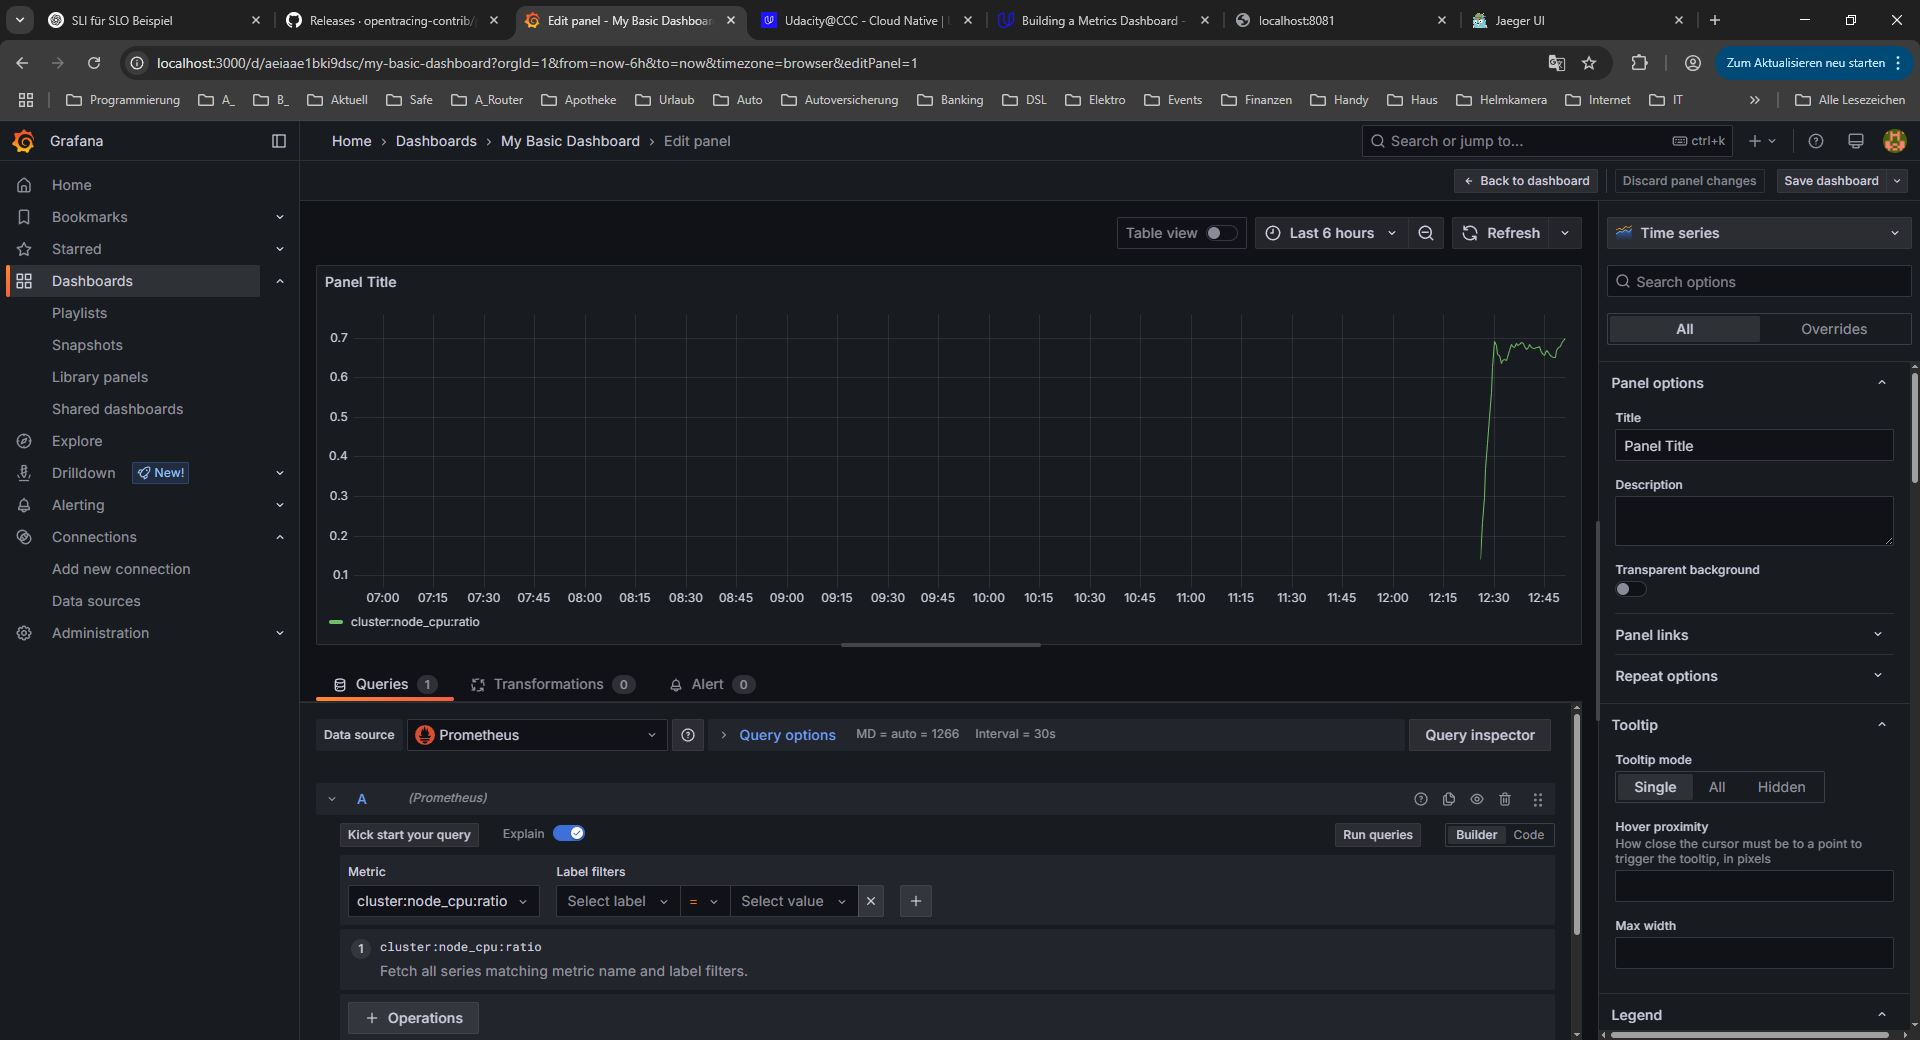 SLI für SLO Beispiel
Releases · opentracing-contrib/
Edit panel - My Basic Dashboar
Udacity@CCC - Cloud Native |
Building a Metrics Dashboard -
localhost:8081
Jaeger UI
localhost:3000/d/aeiaae1bki9dsc/my-basic-dashboard?orgId=1&from=now-6h&to=now&timezone=browser&editPanel=1
Zum Aktualisieren neu starten
Programmierung
A_
B_
Aktuell
Safe
A_Router
Apotheke
Urlaub
Auto
Autoversicherung
Banking
DSL
Elektro
Events
Finanzen
Handy
Haus
Helmkamera
Internet
IT
»
Alle Lesezeichen
Grafana
Home › Dashboards › My Basic Dashboard › Edit panel
Search or jump to...
ctrl+k
Back to dashboard
Discard panel changes
Save dashboard
Home
Bookmarks
Starred
Dashboards
Playlists
Snapshots
Library panels
Shared dashboards
Explore
Drilldown
New!
Alerting
Connections
Add new connection
Data sources
Administration
Table view
Last 6 hours
Refresh
Panel Title
0.7
0.6
0.5
0.4
0.3
0.2
0.1
07:00 07:15 07:30 07:45 08:00 08:15 08:30 08:45 09:00 09:15 09:30 09:45 10:00 10:15 10:30 10:45 11:00 11:15 11:30 11:45 12:00 12:15 12:30 12:45
cluster:node_cpu:ratio
Queries 1
Transformations 0
Alert 0
Data source
Prometheus
Query options
MD = auto = 1266
Interval = 30s
Query inspector
A
(Prometheus)
Kick start your query
Explain
Run queries
Builder
Code
Metric
Label filters
cluster:node_cpu:ratio
Select label
=
Select value
1
cluster:node_cpu:ratio
Fetch all series matching metric name and label filters.
+ Operations
Time series
Search options
All
Overrides
Panel options
Title
Panel Title
Description
Transparent background
Panel links
Repeat options
Tooltip
Tooltip mode
Single
All
Hidden
Hover proximity
How close the cursor must be to a point to
trigger the tooltip, in pixels
Max width
Legend